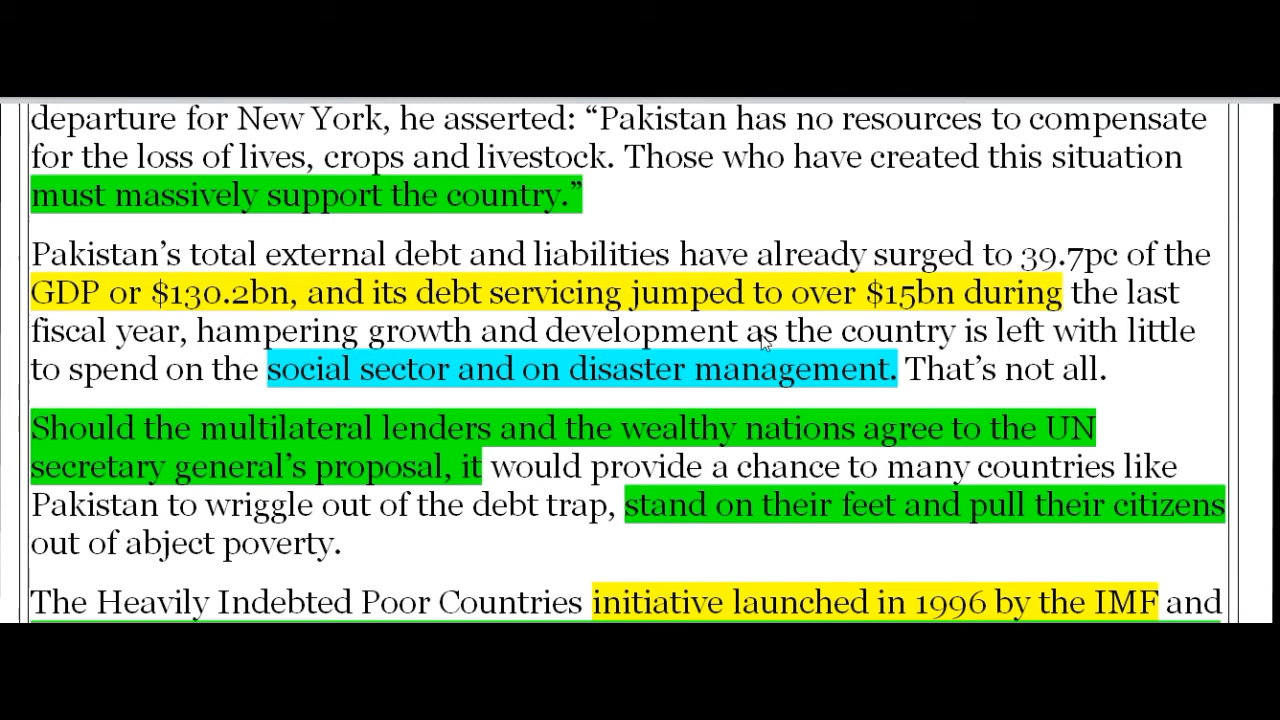 departure for New York, he asserted: “Pakistan has no resources to compensate
for the loss of lives, crops and livestock. Those who have created this situation
must massively support the country.”
Pakistan’s total external debt and liabilities have already surged to 39.7pc of the
GDP or $130.2bn, and its debt servicing jumped to over $15bn during the last
fiscal year, hampering growth and development as the country is left with little
to spend on the social sector and on disaster management. That’s not all.
Should the multilateral lenders and the wealthy nations agree to the UN
secretary general’s proposal, it would provide a chance to many countries like
Pakistan to wriggle out of the debt trap, stand on their feet and pull their citizens
out of abject poverty.
The Heavily Indebted Poor Countries initiative launched in 1996 by the IMF and